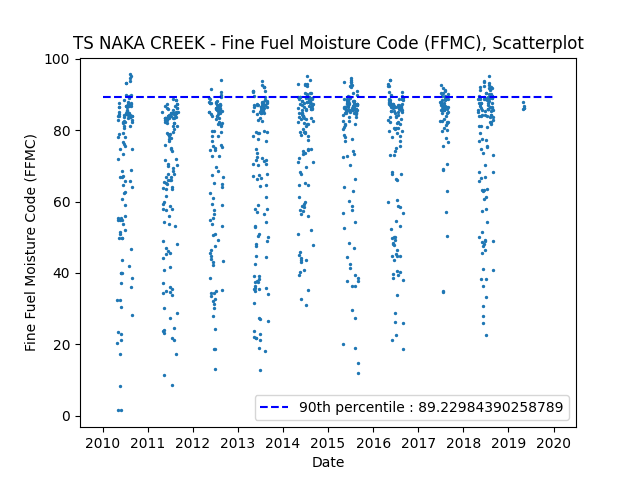 TS NAKA CREEK - Fine Fuel Moisture Code (FFMC), Scatterplot
100
80
60
40
20
0
Fine Fuel Moisture Code (FFMC)
90th percentile : 89.22984390258789
2010 2011 2012 2013 2014 2015 2016 2017 2018 2019 2020
Date